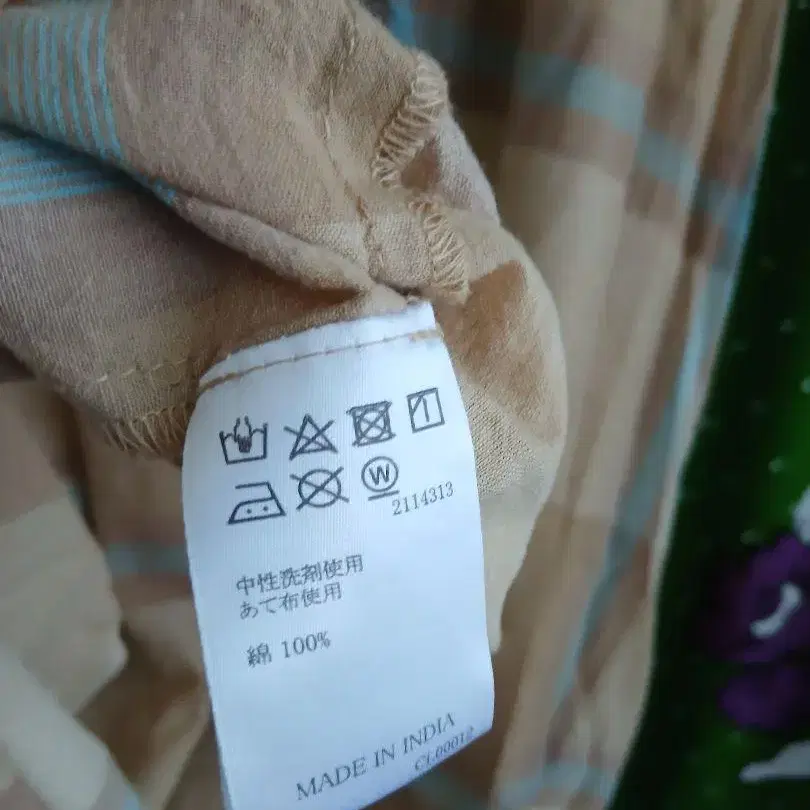 W
2114313
中性洗剤使用
あて布使用
綿 100%
MADE IN INDIA
CL00012